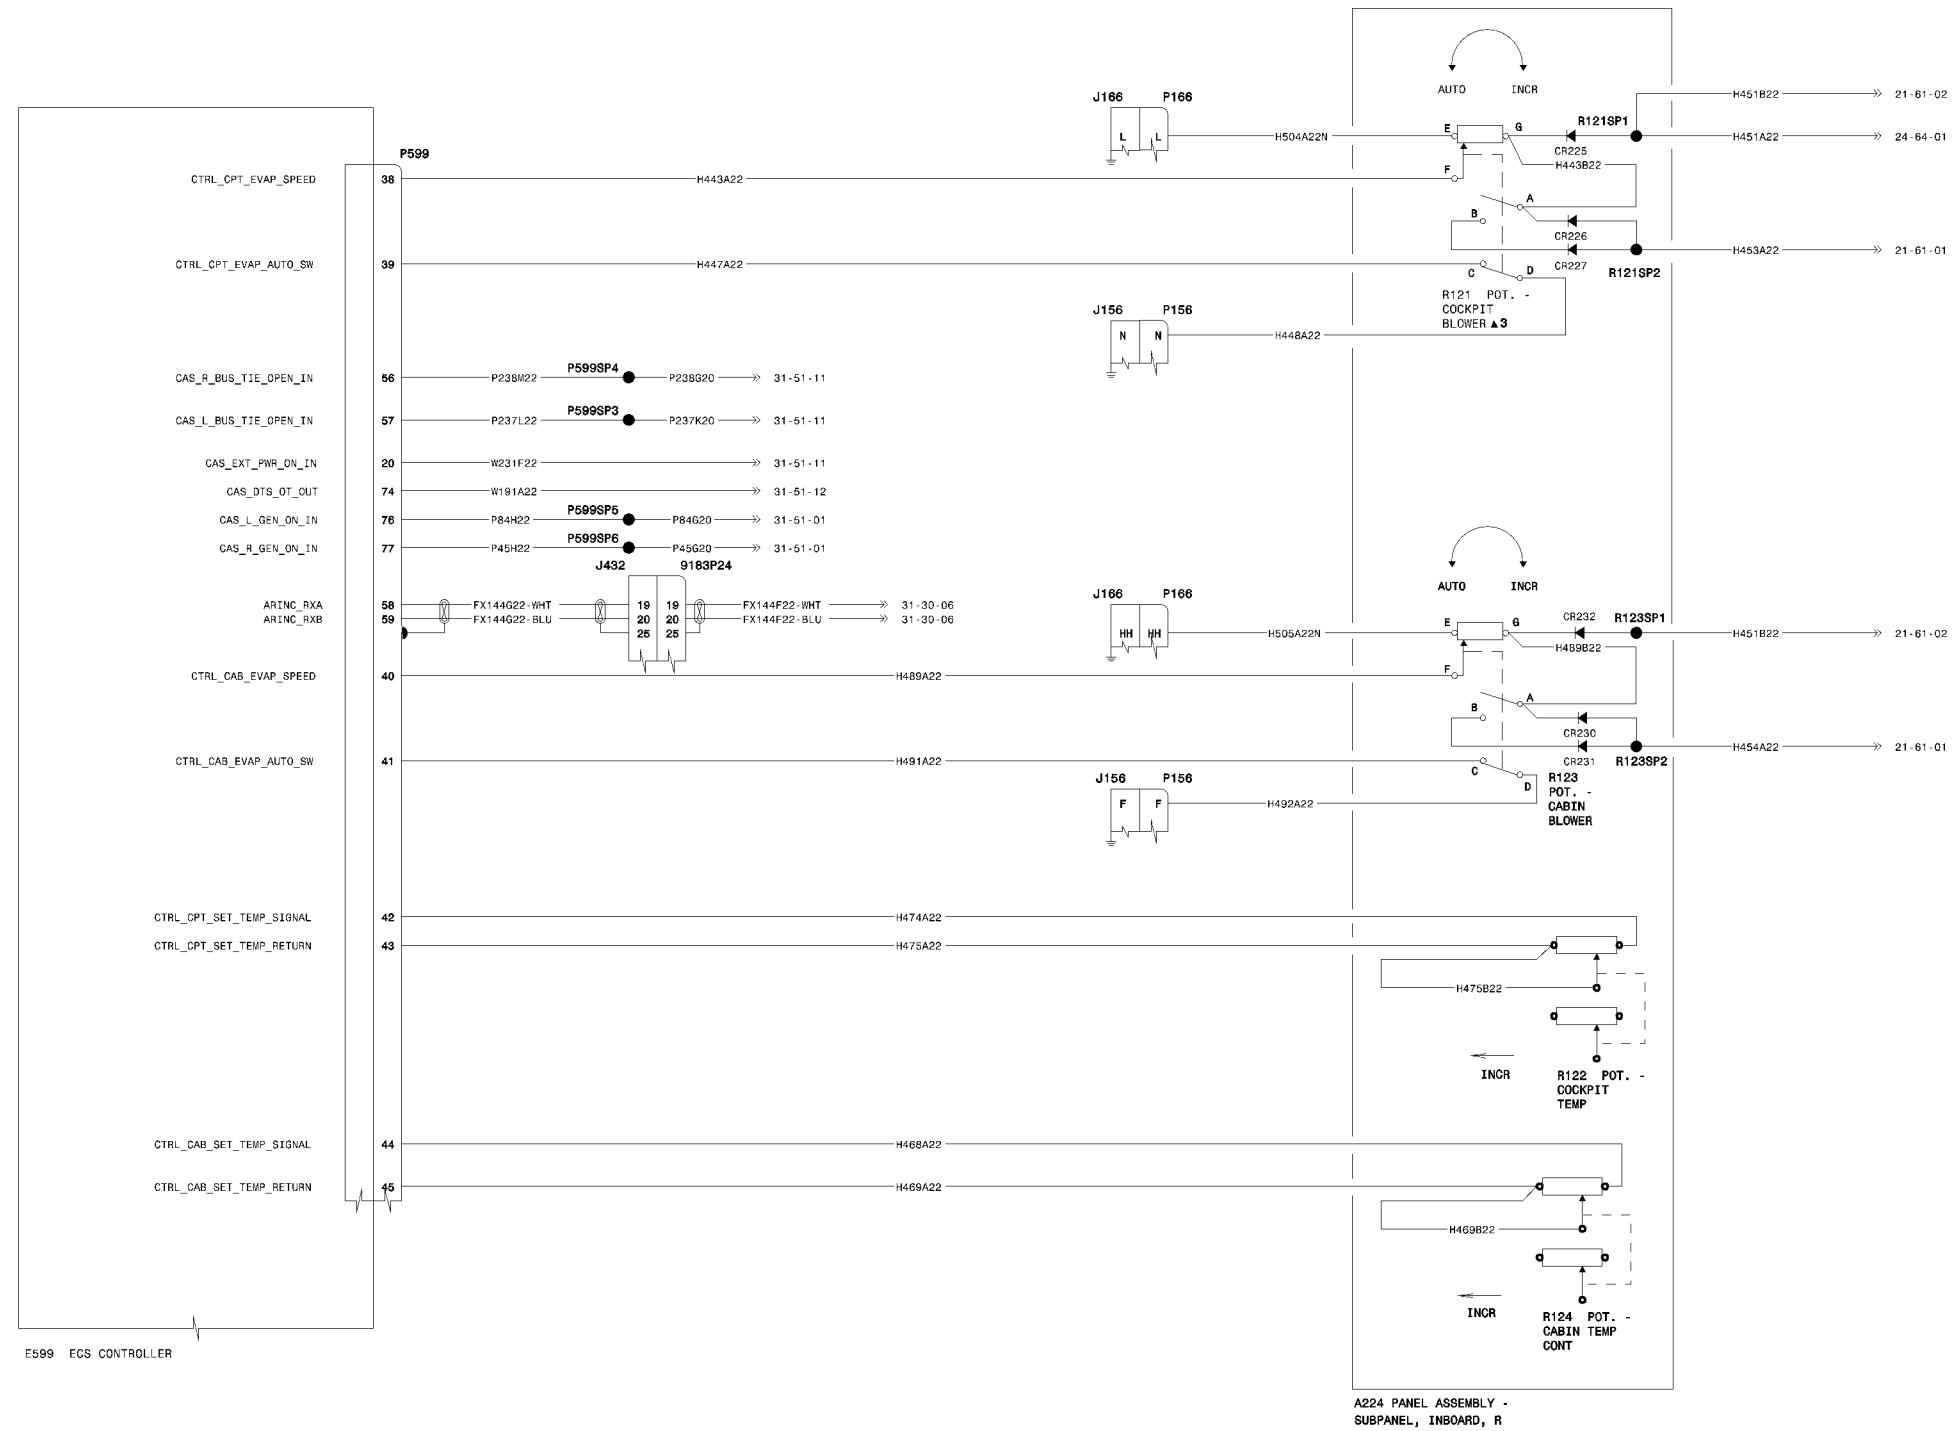 AUTO INCR
J166 P166
H451B22 21-61-02
R121SP1
L L H504A22N E G H451A22 24-64-01
CR225
P599
H443B22
CTRL_CPT_EVAP_SPEED 38 H443A22 F
A
B
CR226
H453A22 21-61-01
CTRL_CPT_EVAP_AUTO_SW 39 H447A22 C D CR227
R121SP2
R121 POT. -
COCKPIT
BLOWER ▲3
J156 P156
N N H448A22
P599SP4
CAS_R_BUS_TIE_OPEN_IN 56 P238M22 P238G20 31-51-11
P599SP3
CAS_L_BUS_TIE_OPEN_IN 57 P237L22 P237K20 31-51-11
CAS_EXT_PWR_ON_IN 20 W231F22 31-51-11
CAS_DTS_OT_OUT 74 W191A22 31-51-12
P599SP5
CAS_L_GEN_ON_IN 76 P84H22 P84G20 31-51-01
P599SP6
CAS_R_GEN_ON_IN 77 P45H22 P45G20 31-51-01
J432 9183P24
AUTO INCR
J166 P166
ARINC_RXA 58 FX144G22-WHT 19 19 FX144F22-WHT 31-30-06
ARINC_RXB 59 FX144G22-BLU 20 20 FX144F22-BLU 31-30-06
25 25
CR232 R123SP1
HH HH H505A22N E G H451B22 21-61-02
H489B22
CTRL_CAB_EVAP_SPEED 40 H489A22 F
A
B
CR230
H454A22 21-61-01
CTRL_CAB_EVAP_AUTO_SW 41 H491A22 C D CR231 R123SP2
J156 P156
R123
POT. -
CABIN
BLOWER
F F H492A22
CTRL_CPT_SET_TEMP_SIGNAL 42 H474A22
CTRL_CPT_SET_TEMP_RETURN 43 H475A22
H475B22
INCR
R122 POT. -
COCKPIT
TEMP
CTRL_CAB_SET_TEMP_SIGNAL 44 H468A22
CTRL_CAB_SET_TEMP_RETURN 45 H469A22
H469B22
INCR
R124 POT. -
CABIN TEMP
CONT
E599 ECS CONTROLLER
A224 PANEL ASSEMBLY -
SUBPANEL, INBOARD, R